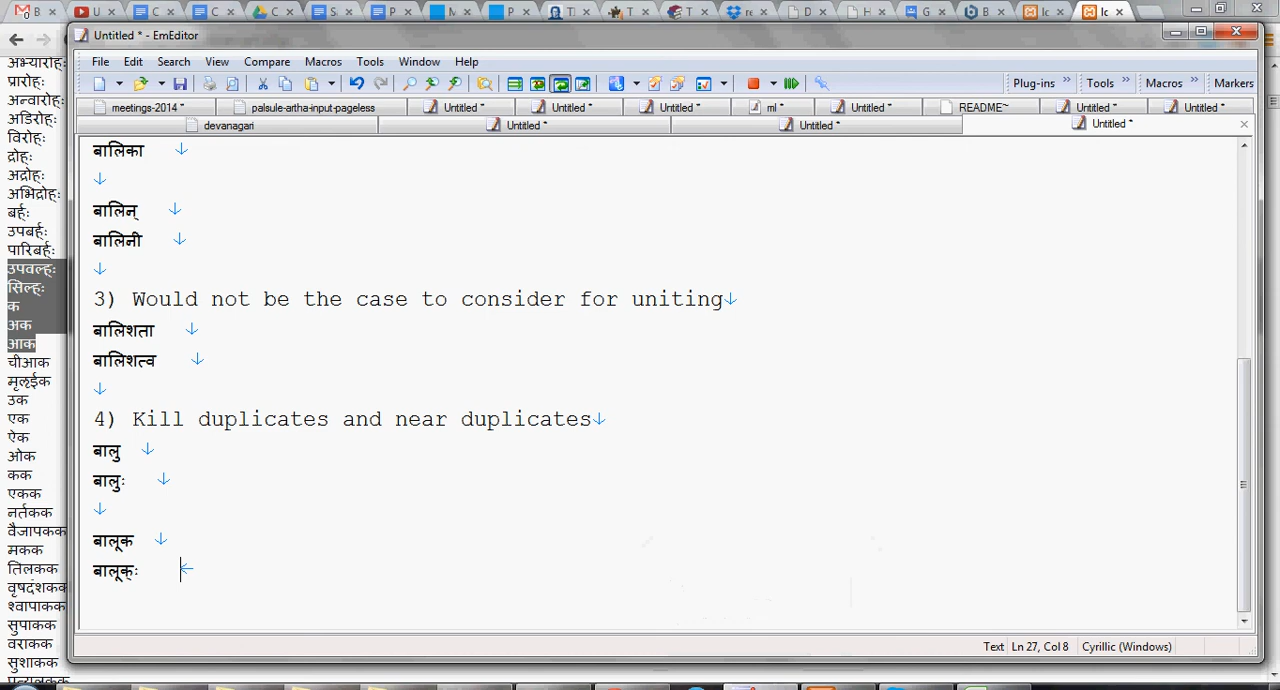 Untitled * - EmEditor
File Edit Search View Compare Macros Tools Window Help
Plug-ins » Tools » Macros » Markers
meetings-2014 * palsule-artha-input-pageless Untitled * Untitled * Untitled * ml * Untitled * README~ Untitled * Untitled *
devanagari Untitled * Untitled * Untitled *
बालिका
बालिन्
बालिनी
3) Would not be the case to consider for uniting
बालिशता
बालिशत्व
4) Kill duplicates and near duplicates
बालु
बालुः
बालूक
बालूक्ः
Text Ln 27, Col 8 Cyrillic (Windows)
अभ्यारोहः
प्रारोहः
अन्वारोहः
अडिरोहः
विरोहः
द्रोहः
अद्रोहः
अभिद्रोहः
बर्हः
उपबर्हः
पारिबर्हः
उपवल्हः
सिल्हः
क
अक
आक
चीआक
उक
एक
ऐक
ओक
कक
एकक
नर्तकक
वैजापकक
मकक
तिलकक
वृषदंशकक
श्वापाकक
सुपाकक
वराकक
सुशाकक